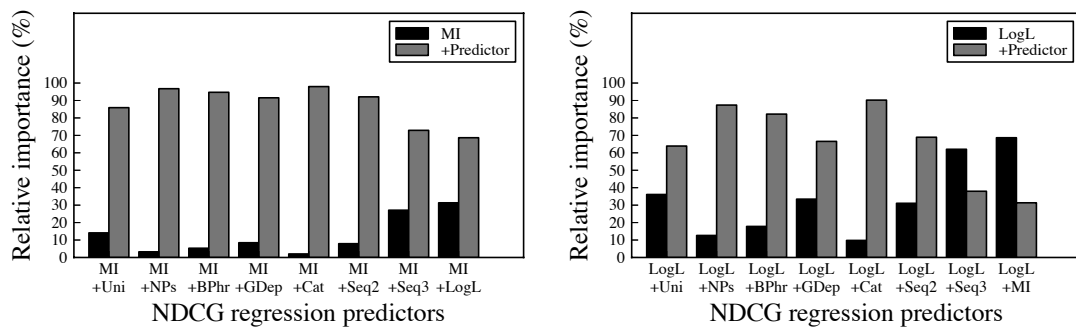 Relative importance (%)
100
90
80
70
60
50
40
30
20
10
0
MI
+Predictor
MI MI MI MI MI MI MI MI
+Uni +NPs +BPhr +GDep +Cat +Seq2 +Seq3 +LogL
NDCG regression predictors
Relative importance (%)
100
90
80
70
60
50
40
30
20
10
0
LogL
+Predictor
LogL LogL LogL LogL LogL LogL LogL LogL
+Uni +NPs +BPhr +GDep +Cat +Seq2 +Seq3 +MI
NDCG regression predictors